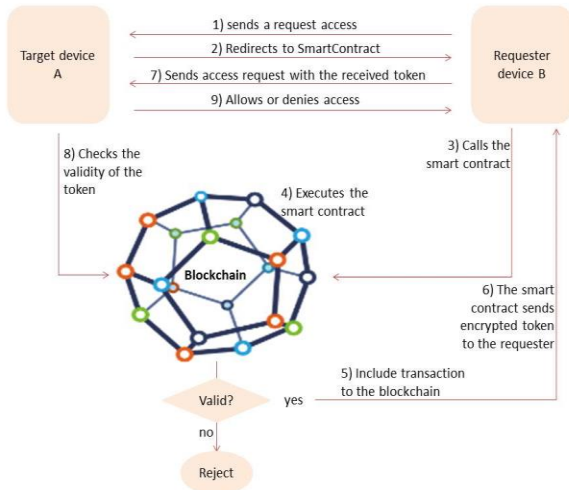 1) sends a request access
2) Redirects to SmartContract
7) Sends access request with the received token
9) Allows or denies access
Target device
A
Requester
device B
8) Checks the
validity of the
token
3) Calls the
smart contract
4) Executes the
smart contract
Blockchain
6) The smart
contract sends
encrypted token
to the requester
5) Include transaction
to the blockchain
Valid?
yes
no
Reject